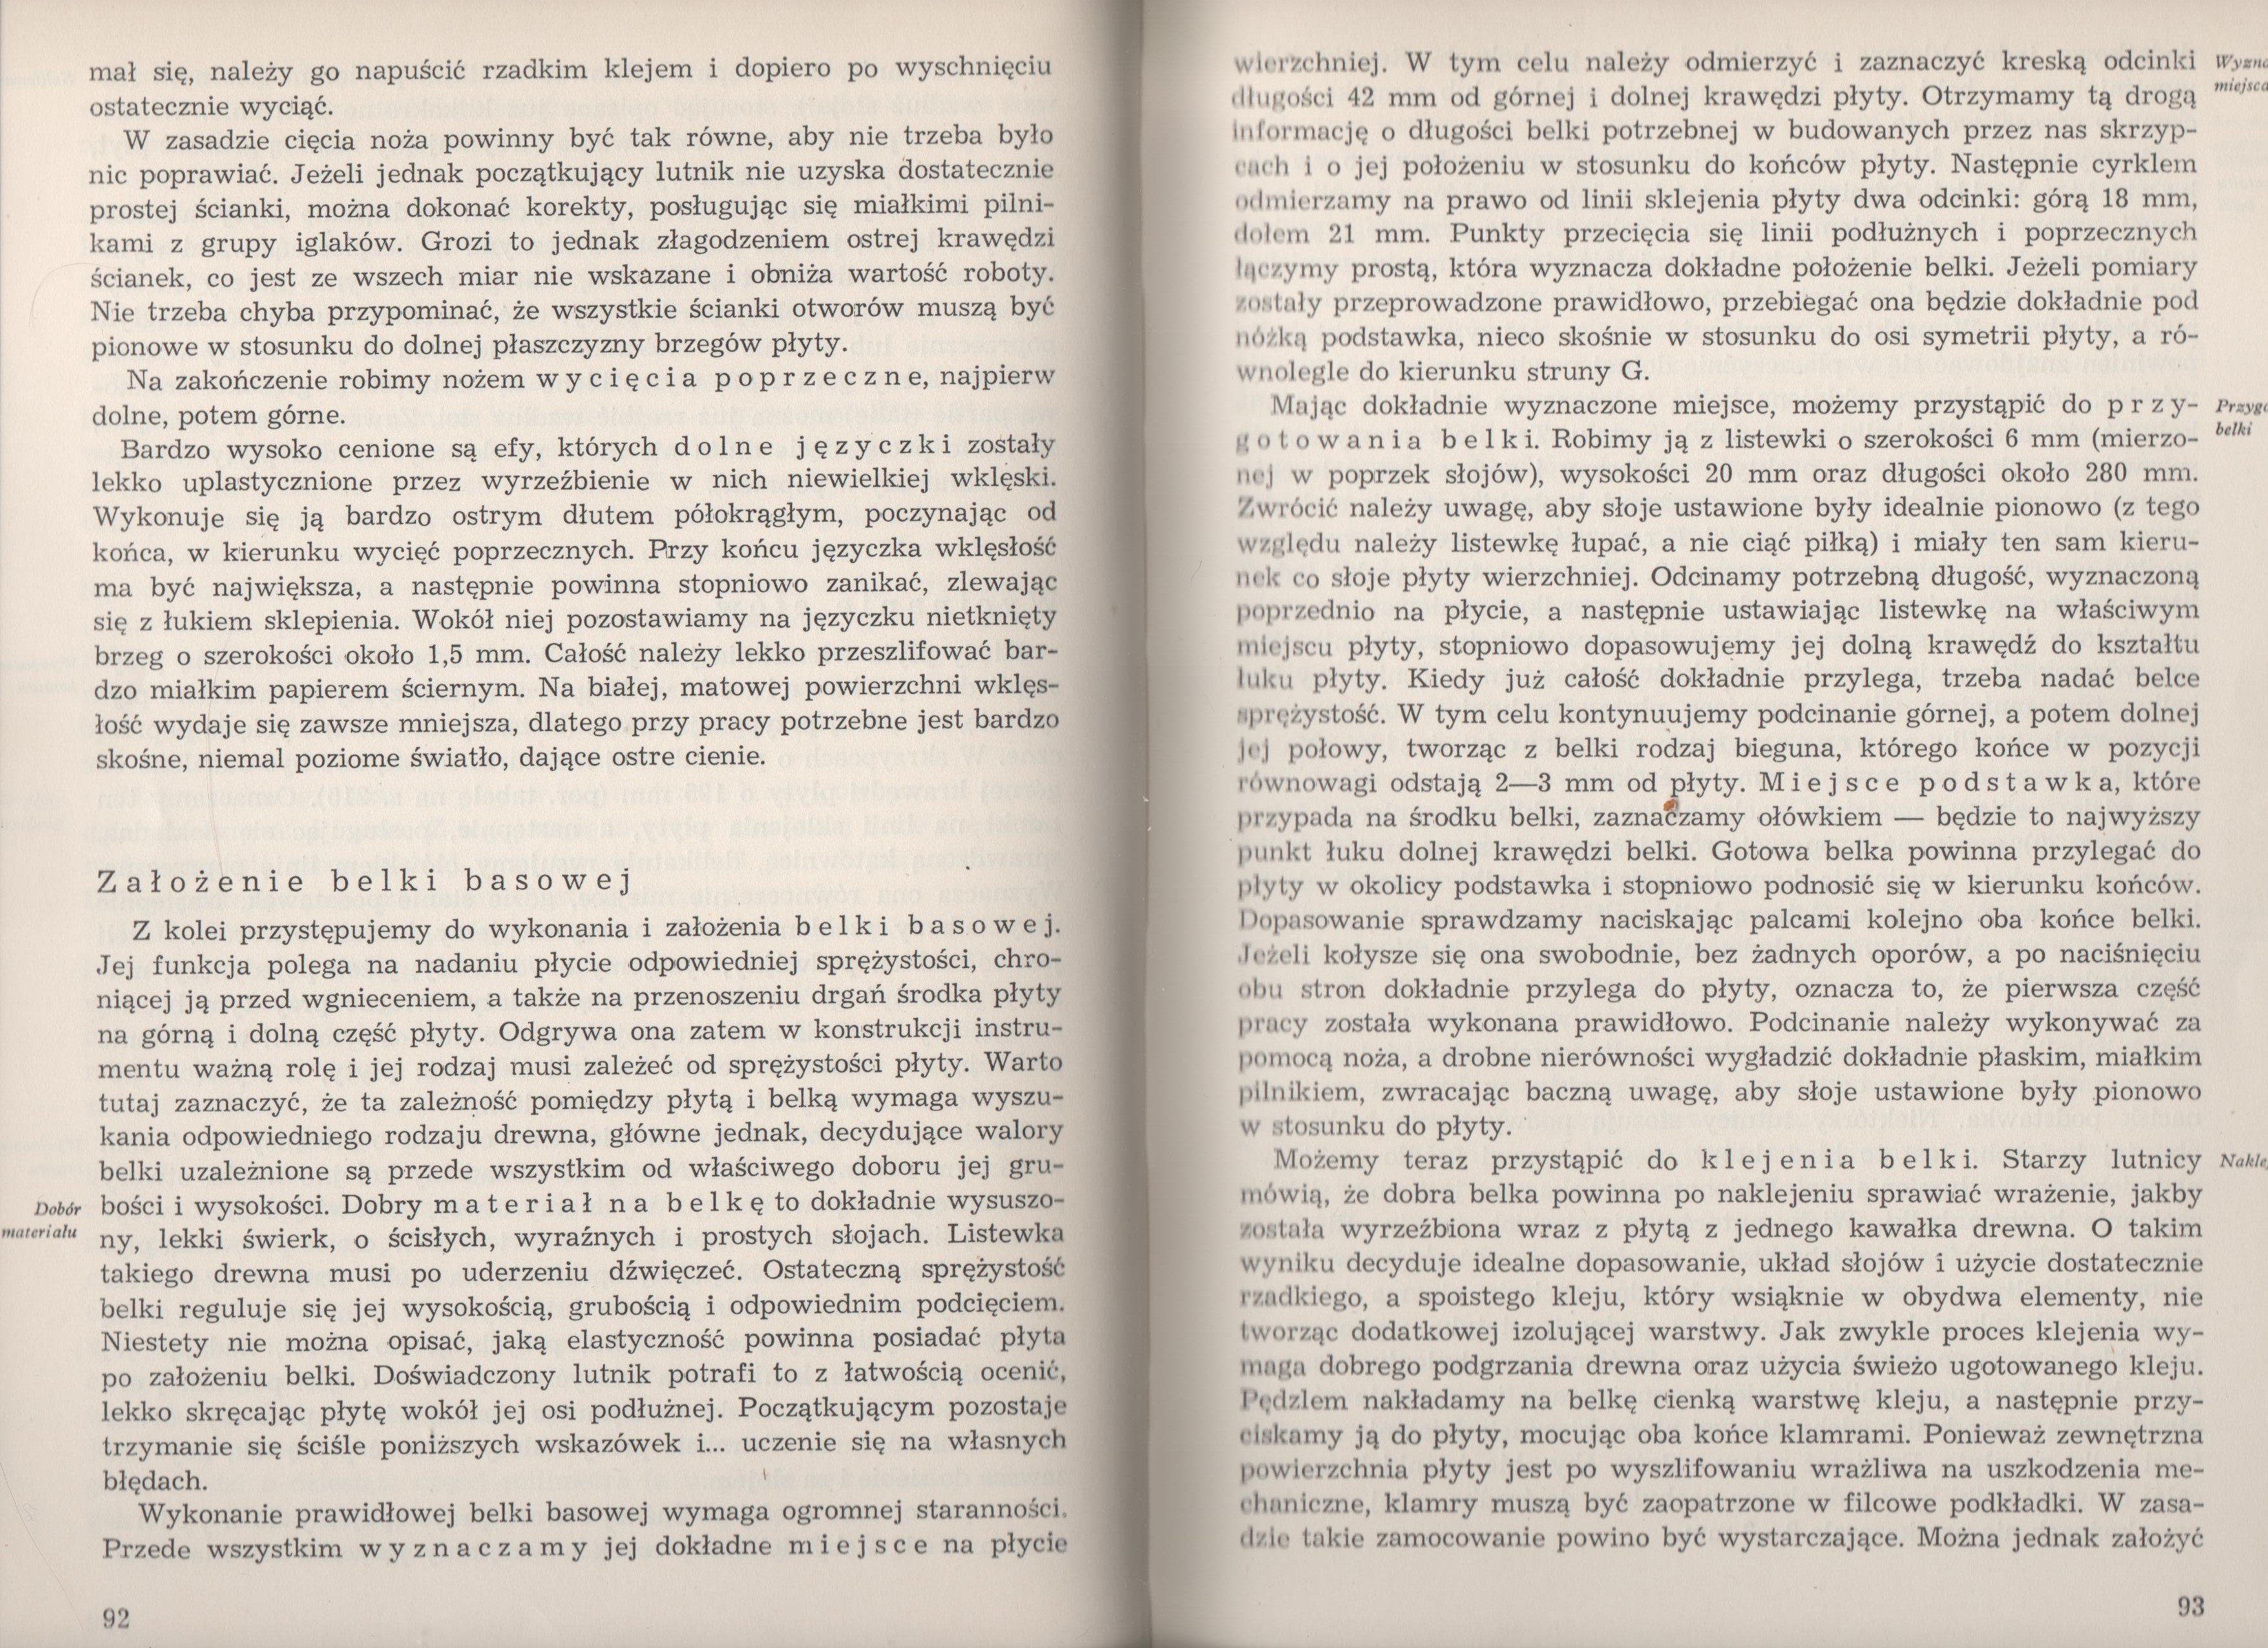 mał się, należy go napuścić rzadkim klejem i dopiero po wyschnięciu
ostatecznie wyciąć.
W zasadzie cięcia noża powinny być tak równe, aby nie trzeba było
nic poprawiać. Jeżeli jednak początkujący lutnik nie uzyska dostatecznie
prostej ścianki, można dokonać korekty, posługując się miałkimi pilni-
kami z grupy iglaków. Grozi to jednak złagodzeniem ostrej krawędzi
ścianek, co jest ze wszech miar nie wskazane i obniża wartość roboty.
Nie trzeba chyba przypominać, że wszystkie ścianki otworów muszą być
pionowe w stosunku do dolnej płaszczyzny brzegów płyty.
Na zakończenie robimy nożem wycięcia poprzeczne, najpierw
dolne, potem górne.
Bardzo wysoko cenione są efy, których dolne języczki zostały
lekko uplastycznione przez wyrzeźbienie w nich niewielkiej wklęski.
Wykonuje się ją bardzo ostrym dłutem półokrągłym, poczynając od
końca, w kierunku wycięć poprzecznych. Przy końcu języczka wklęsłość
ma być największa, a następnie powinna stopniowo zanikać, zlewając
się z łukiem sklepienia. Wokół niej pozostawiamy na języczku nietknięty
brzeg o szerokości około 1,5 mm. Całość należy lekko przeszlifować bar-
dzo miałkim papierem ściernym. Na białej, matowej powierzchni wklęs-
łość wydaje się zawsze mniejsza, dlatego przy pracy potrzebne jest bardzo
skośne, niemal poziome światło, dające ostre cienie.
Założenie belki basowej
Z kolei przystępujemy do wykonania i założenia belki basowej.
Jej funkcja polega na nadaniu płycie odpowiedniej sprężystości, chro-
niącej ją przed wgnieceniem, a także na przenoszeniu drgań środka płyty
na górną i dolną część płyty. Odgrywa ona zatem w konstrukcji instru-
mentu ważną rolę i jej rodzaj musi zależeć od sprężystości płyty. Warto
tutaj zaznaczyć, że ta zależność pomiędzy płytą i belką wymaga wyszu-
kania odpowiedniego rodzaju drewna, główne jednak, decydujące walory
belki uzależnione są przede wszystkim od właściwego doboru jej gru-
Dobór
materiału
bości i wysokości. Dobry materiał na belkę to dokładnie wysuszo-
ny, lekki świerk, o ścisłych, wyraźnych i prostych słojach. Listewka
takiego drewna musi po uderzeniu dźwięczeć. Ostateczną sprężystość
belki reguluje się jej wysokością, grubością i odpowiednim podcięciem.
Niestety nie można opisać, jaką elastyczność powinna posiadać płyta
po założeniu belki. Doświadczony lutnik potrafi to z łatwością ocenić,
lekko skręcając płytę wokół jej osi podłużnej. Początkującym pozostaje
trzymanie się ściśle poniższych wskazówek i... uczenie się na własnych
błędach.
Wykonanie prawidłowej belki basowej wymaga ogromnej staranności.
Przede wszystkim wyznaczamy jej dokładne miejsce na płycie
92
wierzchniej. W tym celu należy odmierzyć i zaznaczyć kreską odcinki
długości 42 mm od górnej i dolnej krawędzi płyty. Otrzymamy tą drogą
informację o długości belki potrzebnej w budowanych przez nas skrzyp-
cach i o jej położeniu w stosunku do końców płyty. Następnie cyrklem
odmierzamy na prawo od linii sklejenia płyty dwa odcinki: górą 18 mm,
dołem 21 mm. Punkty przecięcia się linii podłużnych i poprzecznych
łączymy prostą, która wyznacza dokładne położenie belki. Jeżeli pomiary
zostały przeprowadzone prawidłowo, przebiegać ona będzie dokładnie pod
nóżką podstawka, nieco skośnie w stosunku do osi symetrii płyty, a ró-
wnolegle do kierunku struny G.
Mając dokładnie wyznaczone miejsce, możemy przystąpić do przy-
belki
gotowania belki. Robimy ją z listewki o szerokości 6 mm (mierzo-
nej w poprzek słojów), wysokości 20 mm oraz długości około 280 mm.
Zwrócić należy uwagę, aby słoje ustawione były idealnie pionowo (z tego
względu należy listewkę łupać, a nie ciąć piłką) i miały ten sam kieru-
nek co słoje płyty wierzchniej. Odcinamy potrzebną długość, wyznaczoną
poprzednio na płycie, a następnie ustawiając listewkę na właściwym
miejscu płyty, stopniowo dopasowujemy jej dolną krawędź do kształtu
łuku płyty. Kiedy już całość dokładnie przylega, trzeba nadać belce
sprężystość. W tym celu kontynuujemy podcinanie górnej, a potem dolnej
jej połowy, tworząc z belki rodzaj bieguna, którego końce w pozycji
równowagi odstają 2—3 mm od płyty. Miejsce podstawka, które
przypada na środku belki, zaznaczamy ołówkiem — będzie to najwyższy
punkt łuku dolnej krawędzi belki. Gotowa belka powinna przylegać do
płyty w okolicy podstawka i stopniowo podnosić się w kierunku końców.
Dopasowanie sprawdzamy naciskając palcami kolejno oba końce belki.
Jeżeli kołysze się ona swobodnie, bez żadnych oporów, a po naciśnięciu
obu stron dokładnie przylega do płyty, oznacza to, że pierwsza część
pracy została wykonana prawidłowo. Podcinanie należy wykonywać za
pomocą noża, a drobne nierówności wygładzić dokładnie płaskim, miałkim
pilnikiem, zwracając baczną uwagę, aby słoje ustawione były pionowo
w stosunku do płyty.
Możemy teraz przystąpić do klejenia belki. Starzy lutnicy
mówią, że dobra belka powinna po naklejeniu sprawiać wrażenie, jakby
została wyrzeźbiona wraz z płytą z jednego kawałka drewna. O takim
wyniku decyduje idealne dopasowanie, układ słojów i użycie dostatecznie
rzadkiego, a spoistego kleju, który wsiąknie w obydwa elementy, nie
tworząc dodatkowej izolującej warstwy. Jak zwykle proces klejenia wy-
maga dobrego podgrzania drewna oraz użycia świeżo ugotowanego kleju.
Pędzlem nakładamy na belkę cienką warstwę kleju, a następnie przy-
ciskamy ją do płyty, mocując oba końce klamrami. Ponieważ zewnętrzna
powierzchnia płyty jest po wyszlifowaniu wrażliwa na uszkodzenia me-
chaniczne, klamry muszą być zaopatrzone w filcowe podkładki. W zasa-
dzie takie zamocowanie powino być wystarczające. Można jednak założyć
93